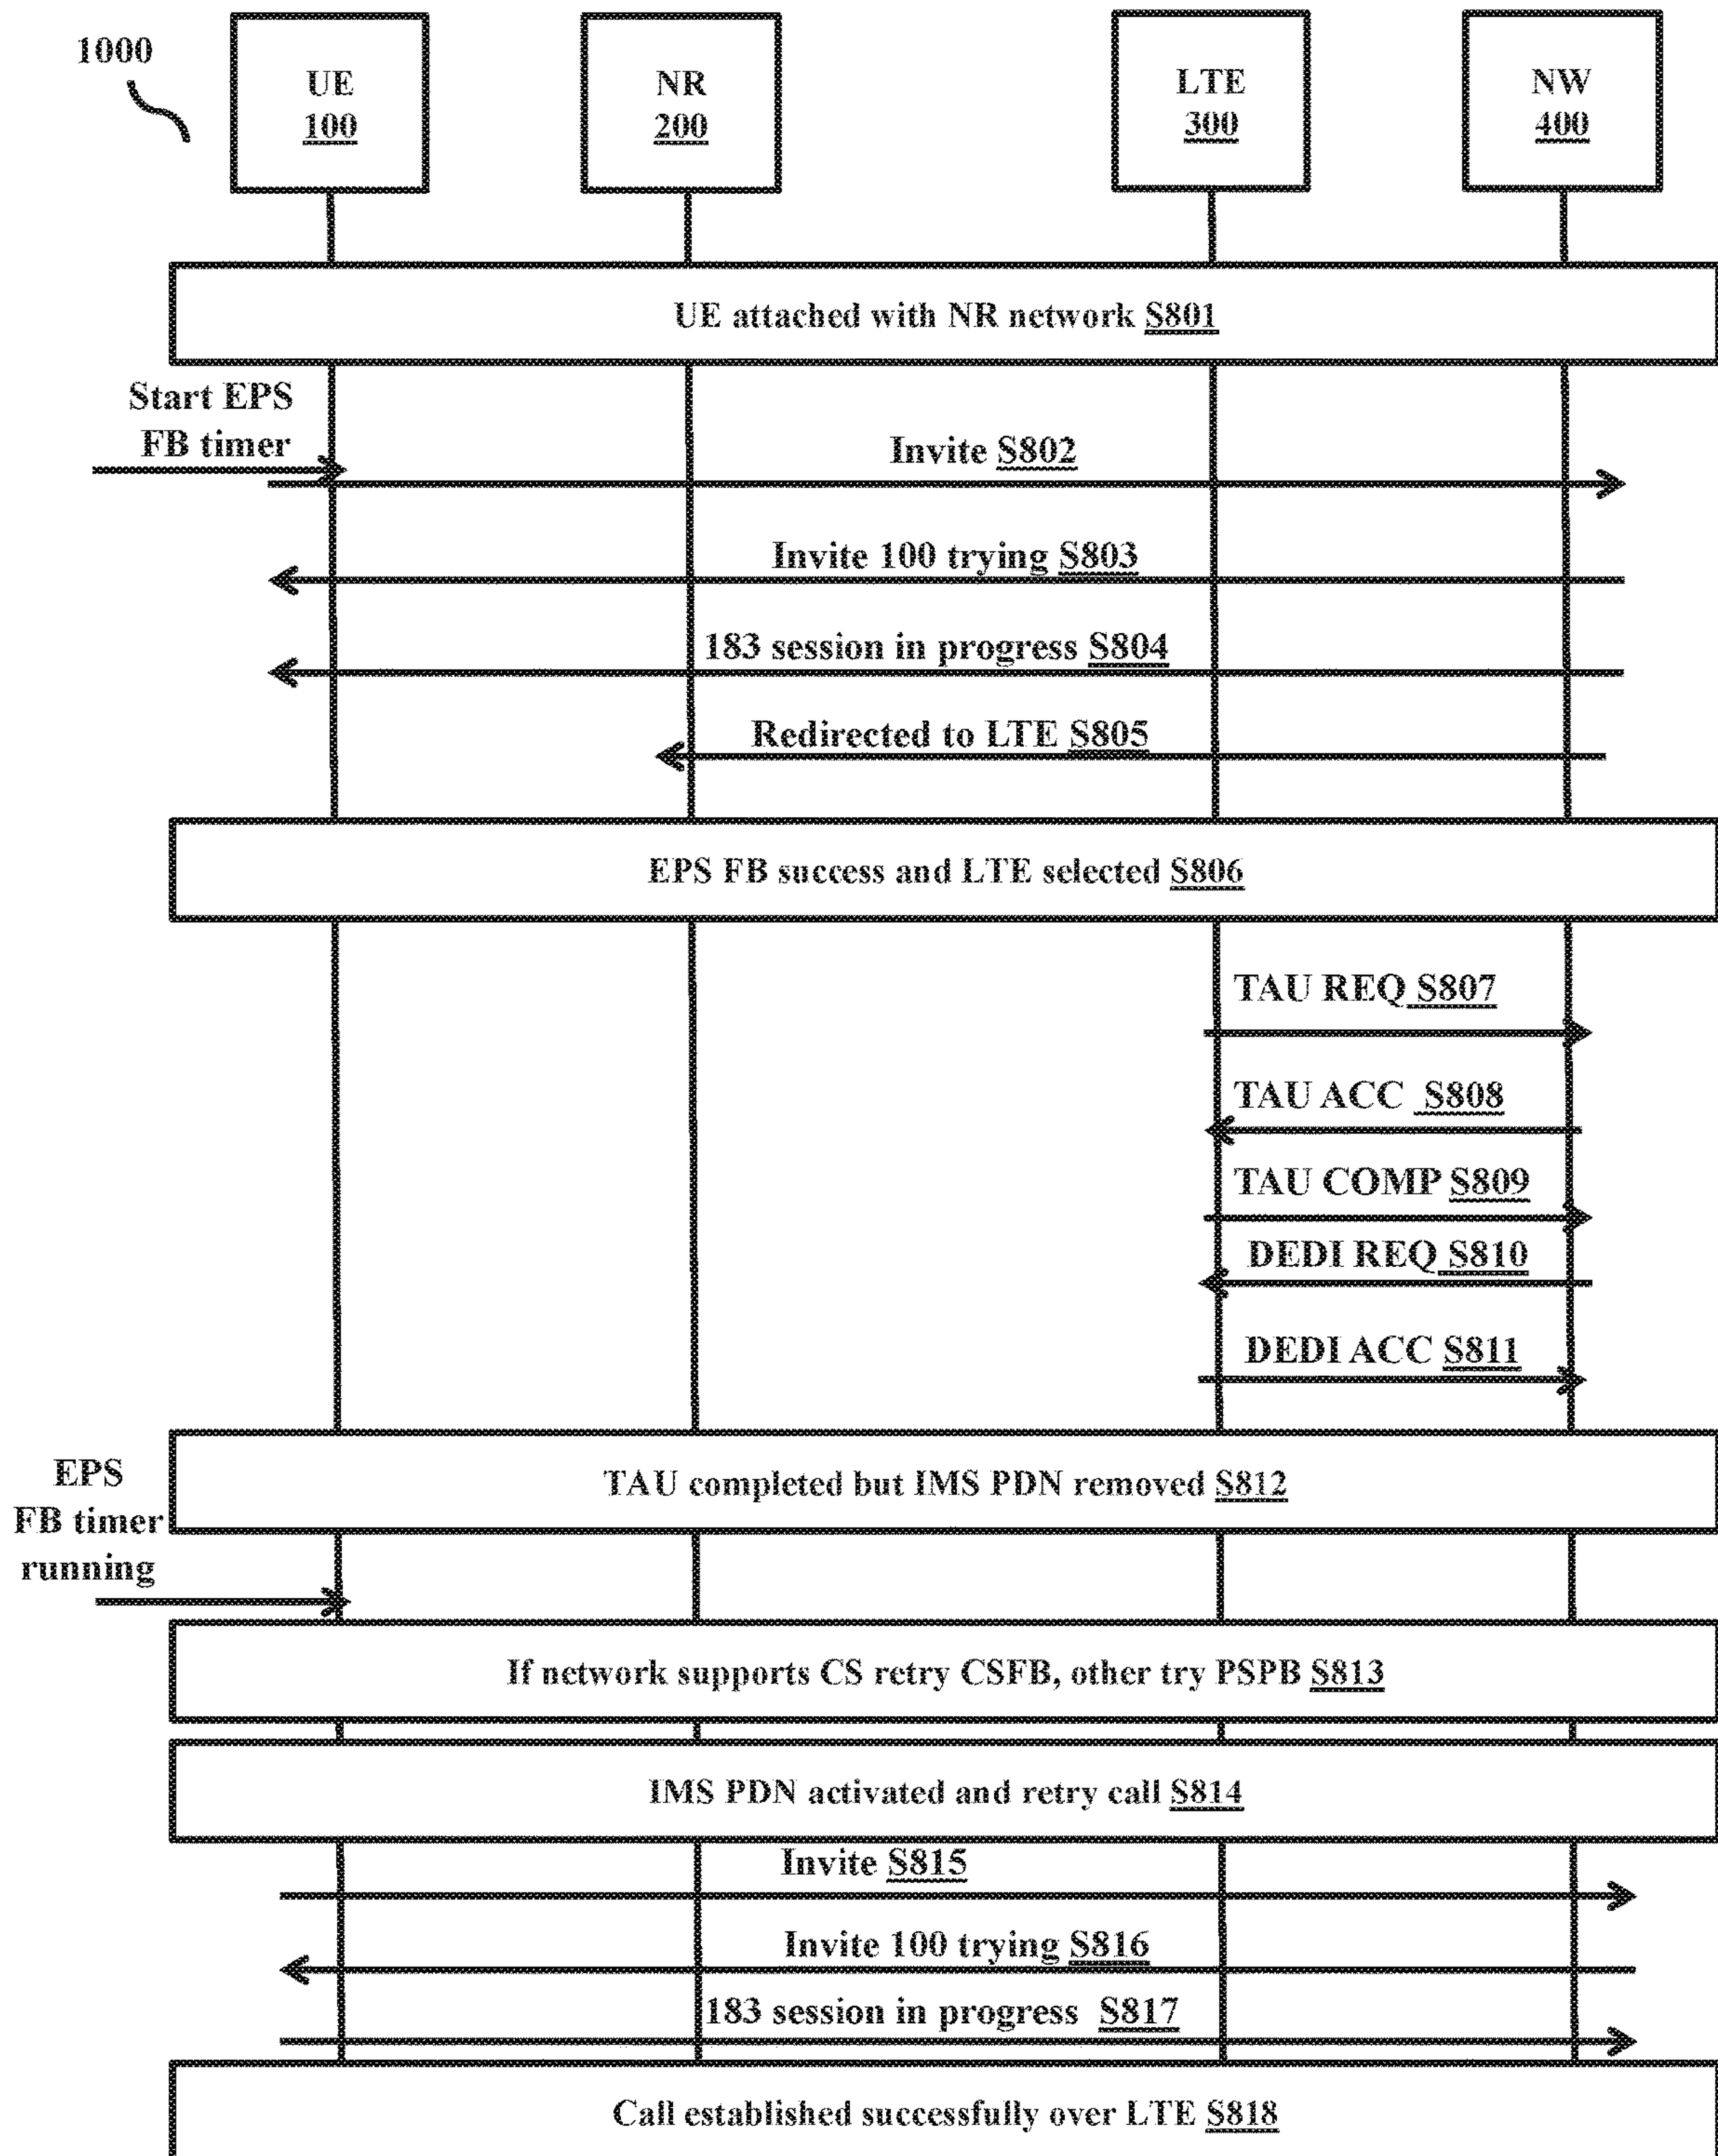 1000
UE
100
NR
200
LTE
300
NW
400
UE attached with NR network S801
Start EPS
FB timer
Invite S802
Invite 100 trying S803
183 session in progress S804
Redirected to LTE S805
EPS FB success and LTE selected S806
TAU REQ S807
TAU ACC S808
TAU COMP S809
DEDI REQ S810
DEDI ACC S811
TAU completed but IMS PDN removed S812
EPS
FB timer
running
If network supports CS retry CSFB, other try PSPB S813
IMS PDN activated and retry call S814
Invite S815
Invite 100 trying S816
183 session in progress S817
Call established successfully over LTE S818